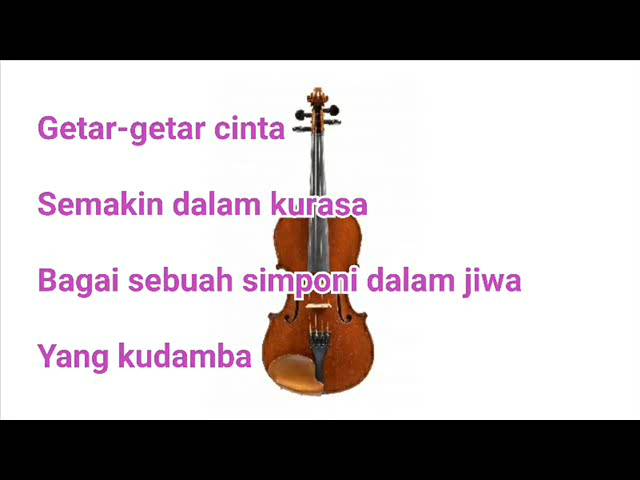 Getar-getar cinta
Semakin dalam kurasa
Bagai sebuah simponi dalam jiwa
Yang kudamba